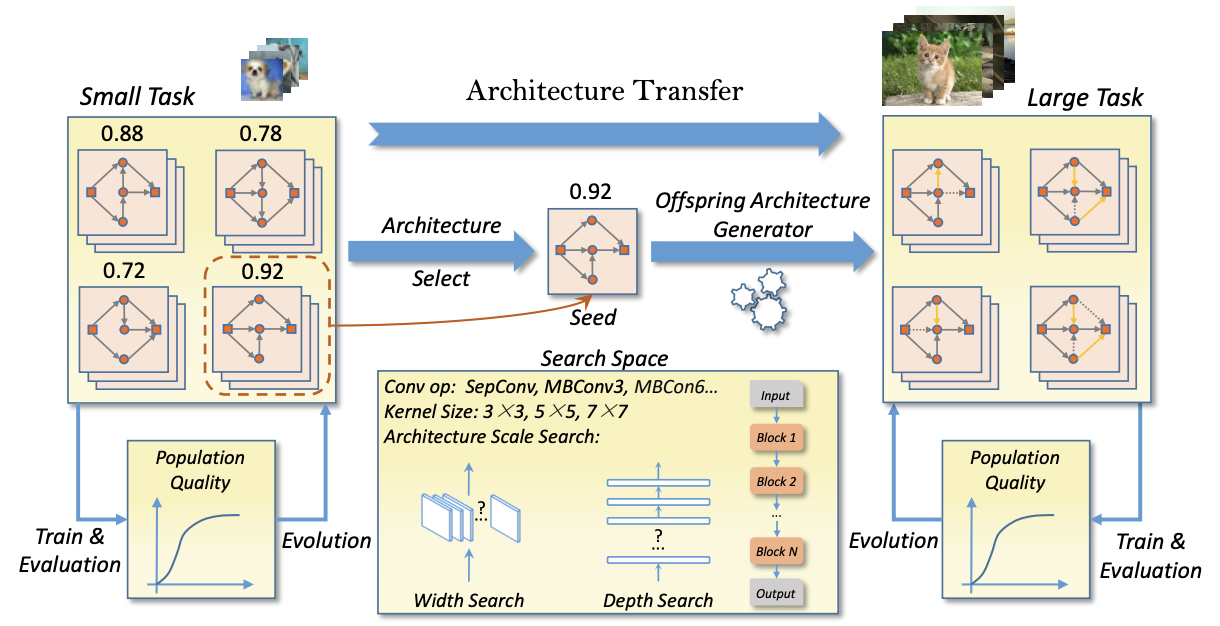 Architecture Transfer
Small Task
0.88
0.78
0.72
0.92
Architecture
Select
0.92
Seed
Offspring Architecture
Generator
Large Task
Population
Quality
Train &
Evaluation
Evolution
Search Space
Conv op: SepConv, MBConv3, MBCon6...
Kernel Size: 3×3, 5×5, 7×7
Architecture Scale Search:
?
...
Width Search
?
...
Depth Search
Input
Block 1
Block 2
...
Block N
Output
Population
Quality
Evolution
Train &
Evaluation